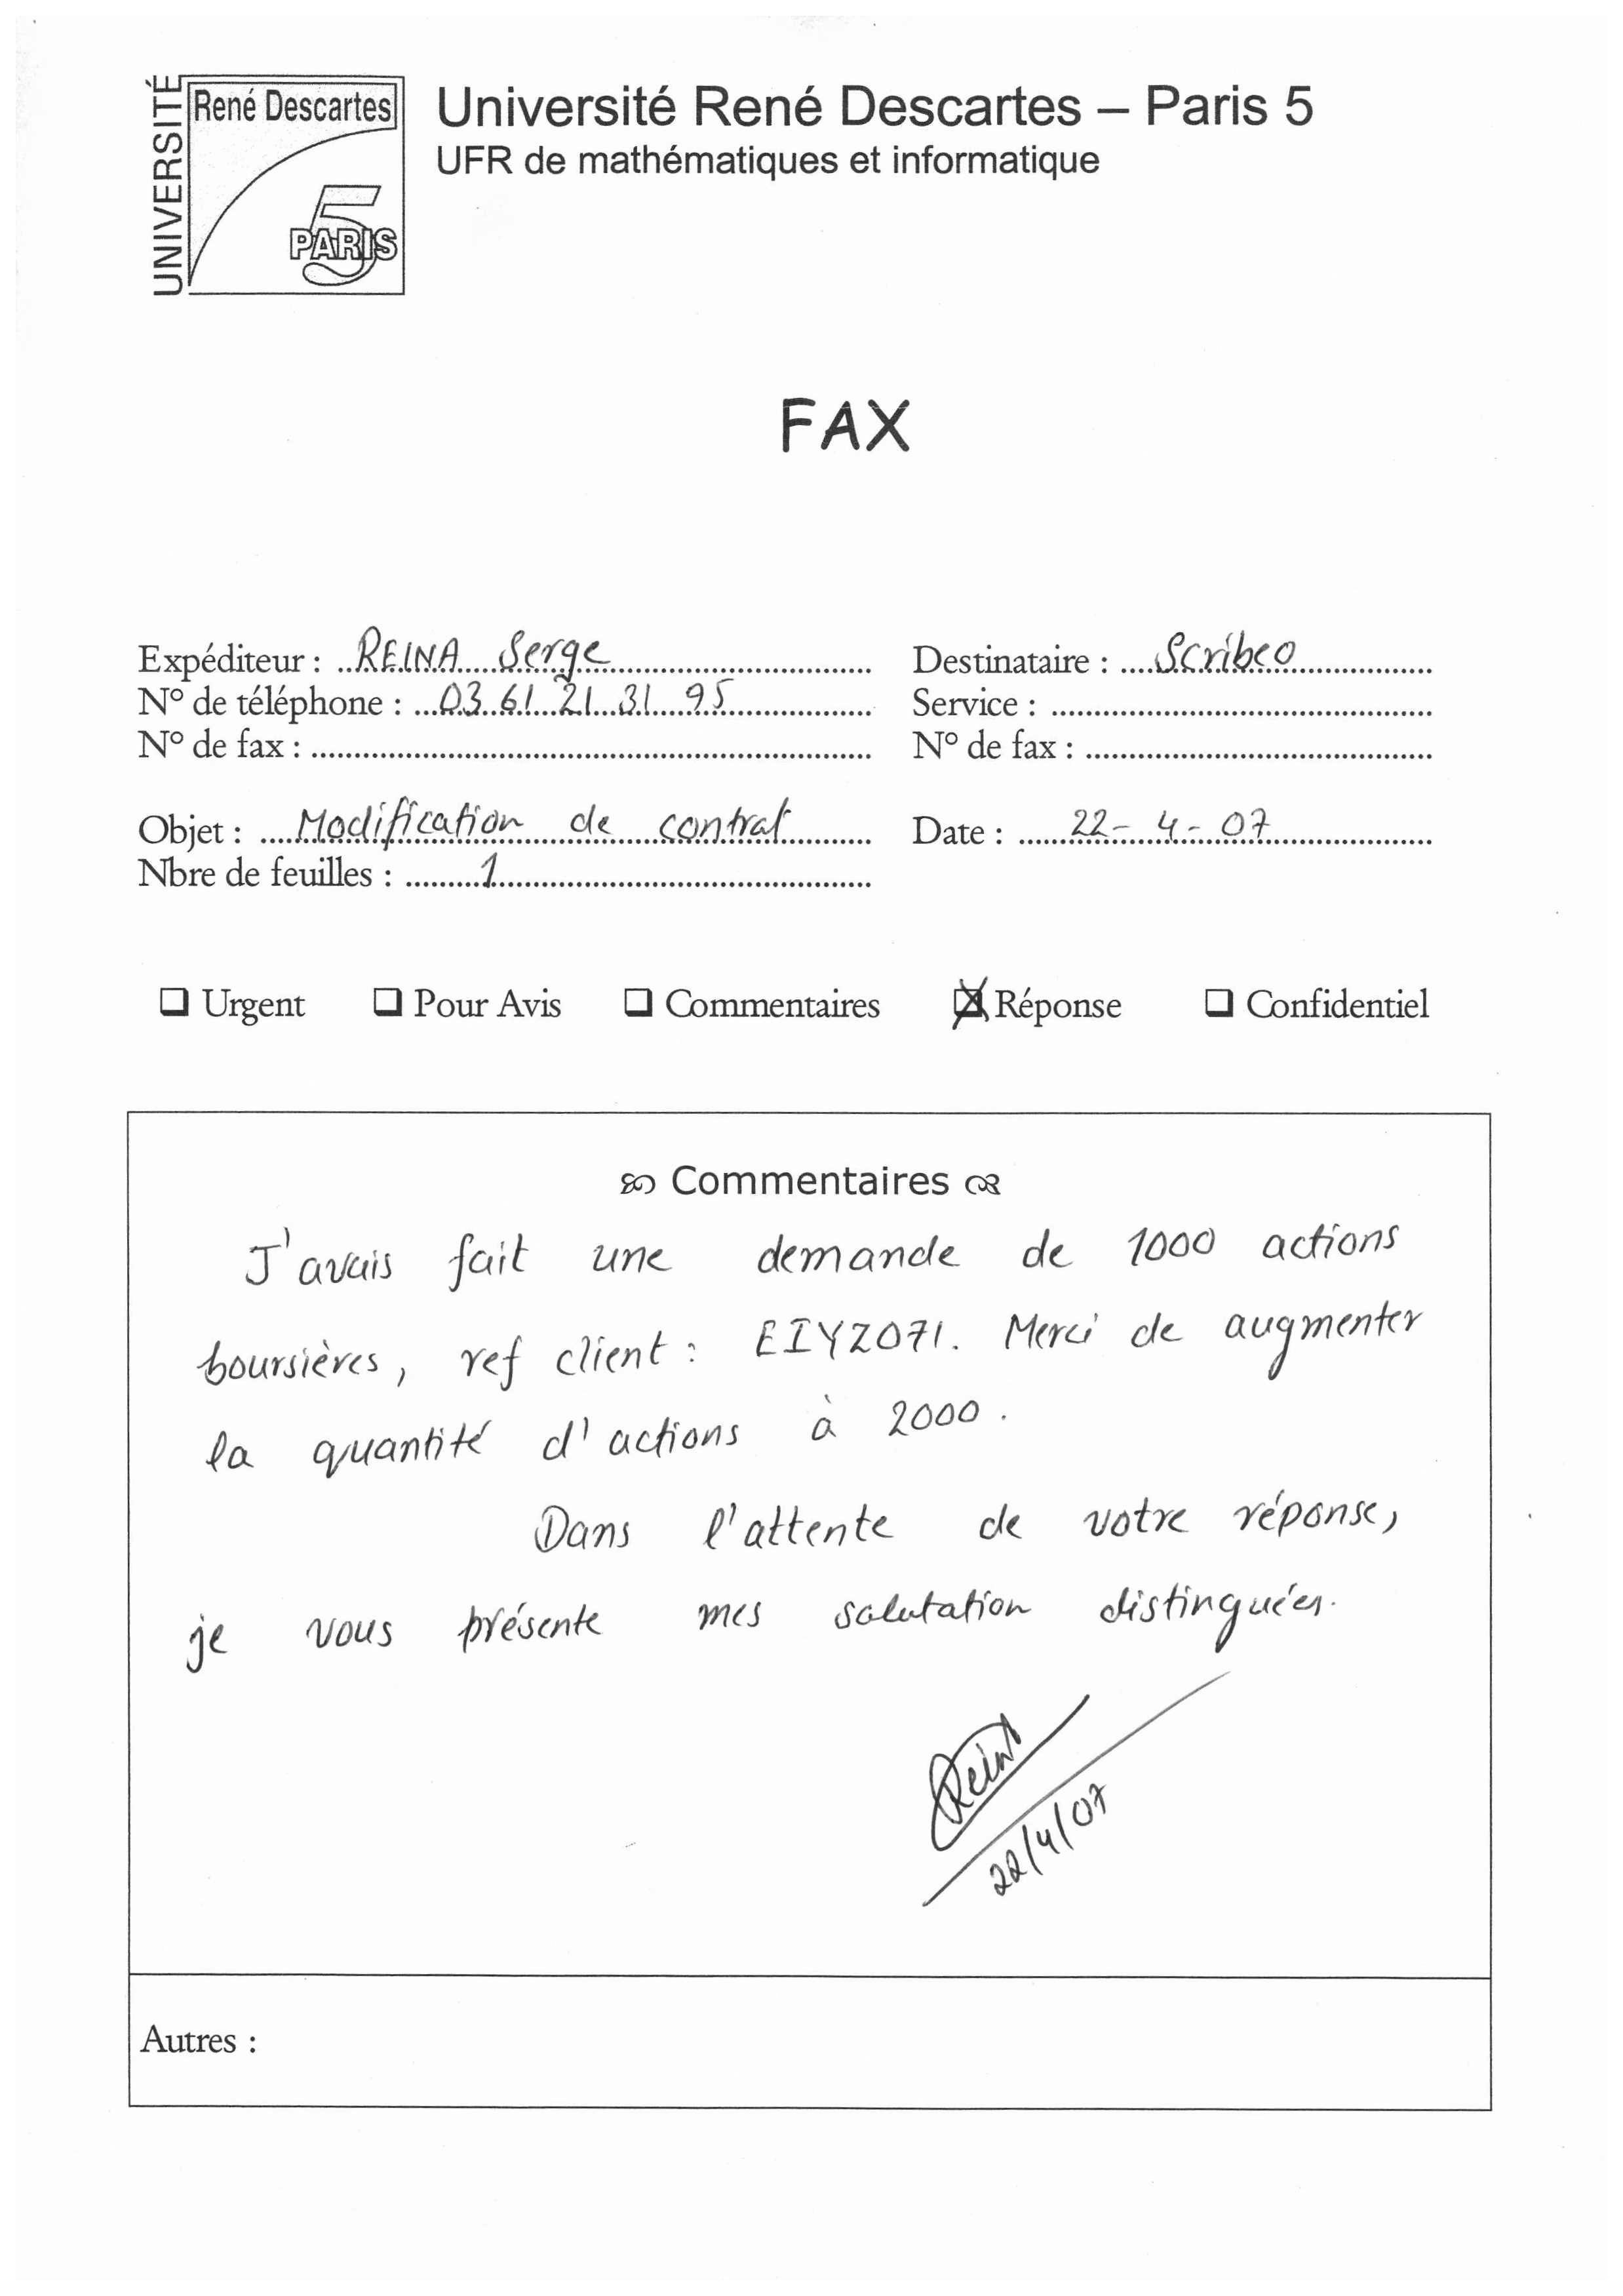 UNIVERSITÉ
René Descartes
5
PARIS
Université René Descartes – Paris 5
UFR de mathématiques et informatique
FAX
Expéditeur : REINA Serge
N° de téléphone : 03 61 21 31 95
N° de fax :
Destinataire : Scribeo
Service :
N° de fax :
Objet : Modification de contrat
Nbre de feuilles : 1
Date : 22- 4- 07
Urgent Pour Avis Commentaires Réponse Confidentiel
Commentaires
J'avais fait une demande de 1000 actions
boursières, ref client : EIYZ071. Merci de augmenter
la quantité d'actions à 2000.
Dans l'attente de votre réponse,
je vous présente mes salutation distinguées.
22/4/07
Autres :